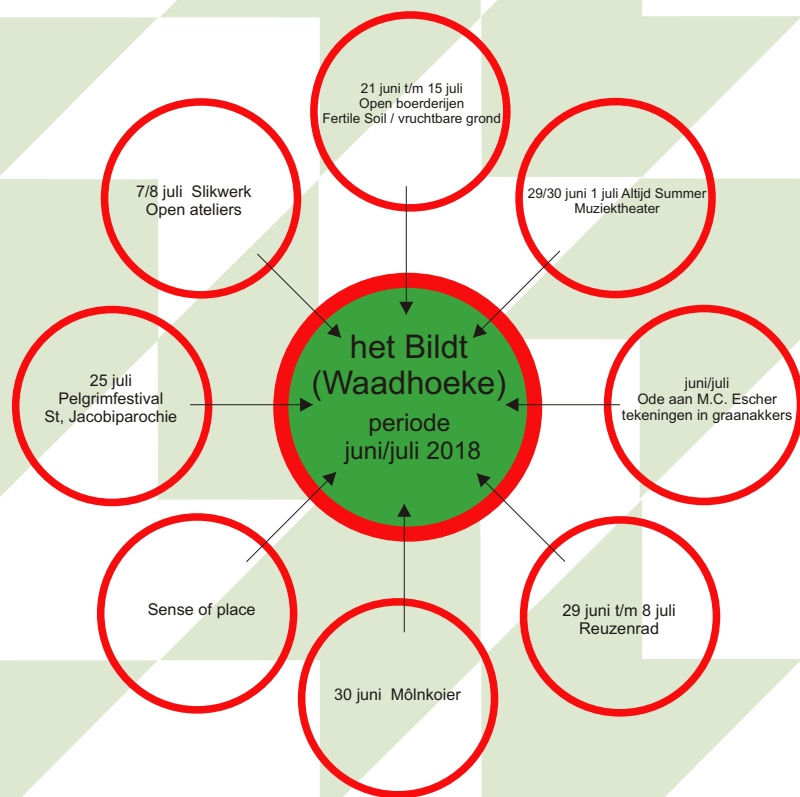 21 juni t/m 15 juli
Open boerderijen
Fertile Soil / vruchtbare grond
7/8 juli Slikwerk
Open ateliers
29/30 juni 1 juli Altijd Summer
Muziektheater
het Bildt
(Waadhoeke)
periode
juni/juli 2018
25 juli
Pelgrimfestival
St, Jacobiparochie
juni/juli
Ode aan M.C. Escher
tekeningen in graanakkers
Sense of place
29 juni t/m 8 juli
Reuzenrad
30 juni Môlnkoier